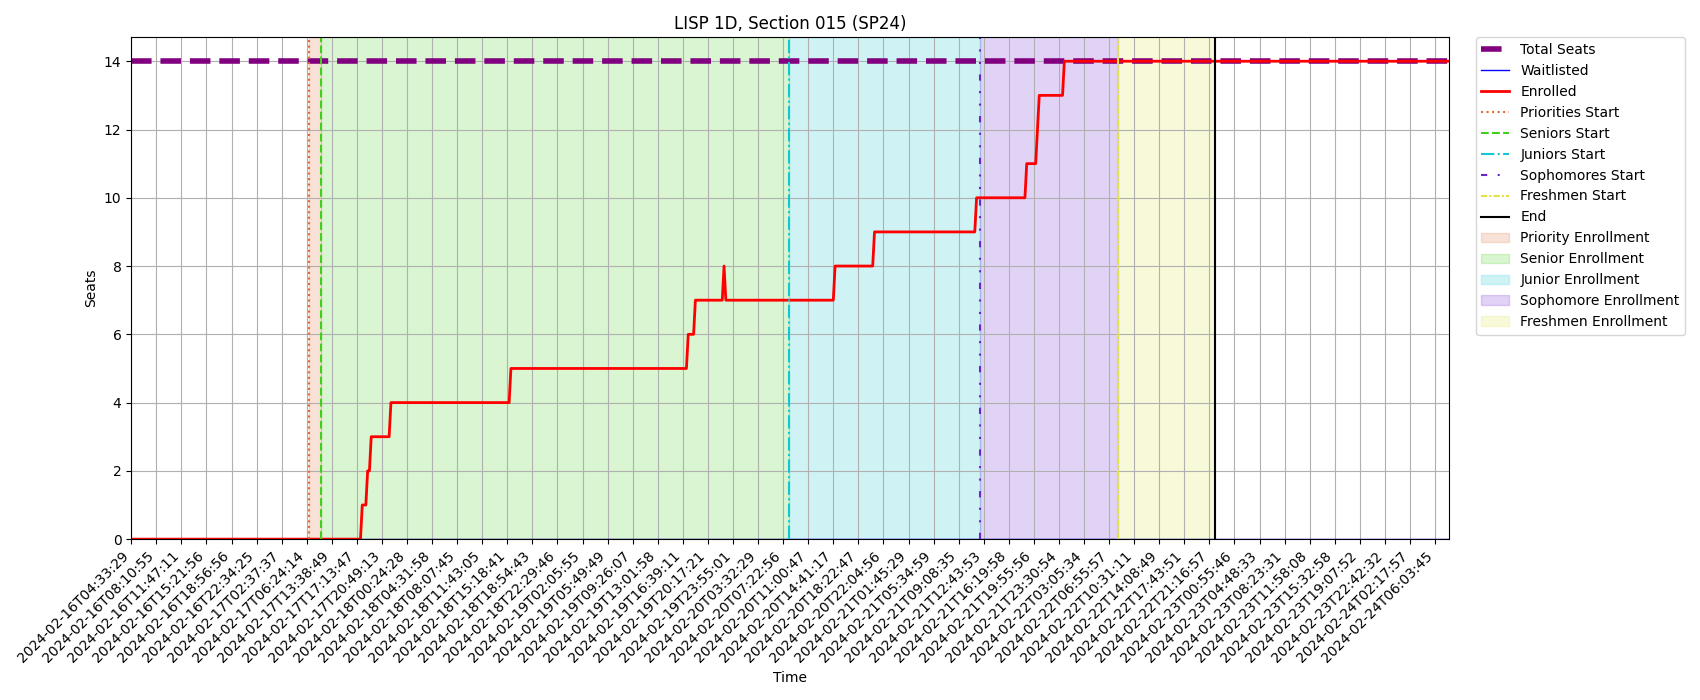 LISP 1D, Section 015 (SP24)
Total Seats
Waitlisted
Enrolled
Priorities Start
Seniors Start
Juniors Start
Sophomores Start
Freshmen Start
End
Priority Enrollment
Senior Enrollment
Junior Enrollment
Sophomore Enrollment
Freshmen Enrollment
Seats
14
12
10
8
6
4
2
0
2024-02-16T04:33:29
2024-02-16T08:10:55
2024-02-16T11:47:11
2024-02-16T15:21:56
2024-02-16T18:56:56
2024-02-16T22:34:25
2024-02-17T02:37:37
2024-02-17T06:24:14
2024-02-17T13:38:49
2024-02-17T17:13:47
2024-02-17T20:49:13
2024-02-18T00:24:28
2024-02-18T04:31:58
2024-02-18T08:07:45
2024-02-18T11:43:05
2024-02-18T15:18:41
2024-02-18T18:54:43
2024-02-18T22:29:46
2024-02-19T02:05:55
2024-02-19T05:49:49
2024-02-19T09:26:07
2024-02-19T13:01:58
2024-02-19T16:39:11
2024-02-19T20:17:21
2024-02-19T23:55:01
2024-02-20T03:32:29
2024-02-20T07:22:56
2024-02-20T11:00:47
2024-02-20T14:41:17
2024-02-20T18:22:47
2024-02-20T22:04:56
2024-02-21T01:45:29
2024-02-21T05:34:59
2024-02-21T09:08:35
2024-02-21T12:43:53
2024-02-21T16:19:58
2024-02-21T19:55:56
2024-02-21T23:30:54
2024-02-22T03:05:34
2024-02-22T06:55:57
2024-02-22T10:31:11
2024-02-22T14:08:49
2024-02-22T17:43:51
2024-02-22T21:16:57
2024-02-23T00:55:46
2024-02-23T04:48:33
2024-02-23T08:23:31
2024-02-23T11:58:08
2024-02-23T15:32:58
2024-02-23T19:07:52
2024-02-23T22:42:32
2024-02-24T02:17:57
2024-02-24T06:03:45
Time